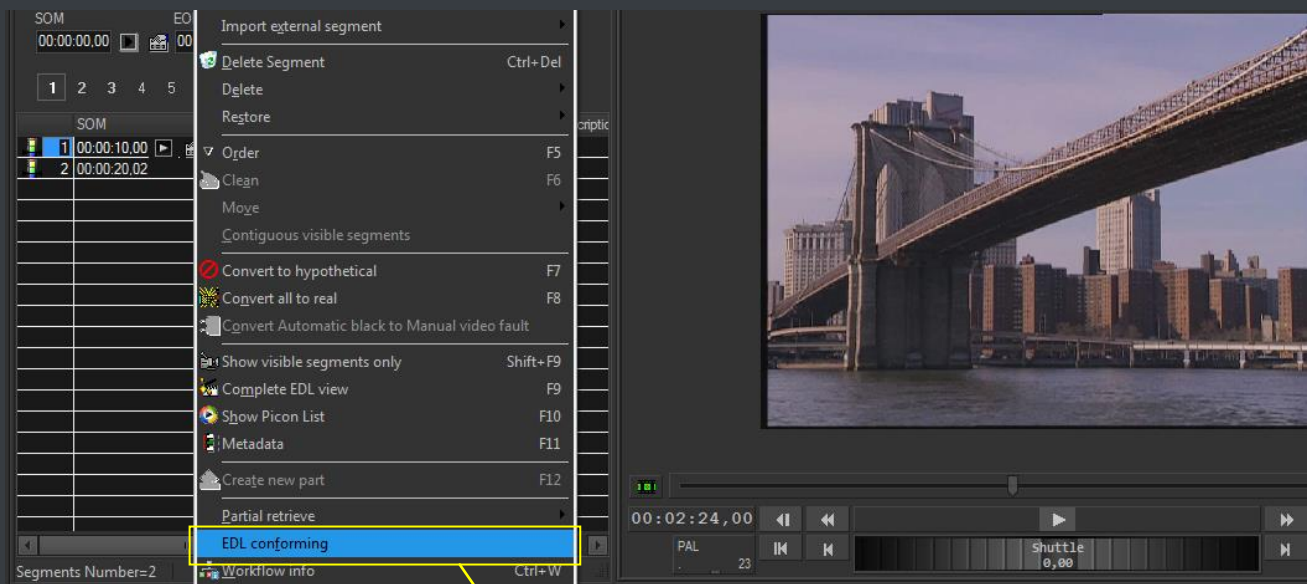 SOM EO
00:00:00,00 00
1 2 3 4 5
SOM
1 00:00:10,00
2 00:00:20,02
Segments Number=2
Import external segment
Delete Segment Ctrl+Del
Delete
Restore
Order F5
Clean F6
Move
Contiguous visible segments
Convert to hypothetical F7
Convert all to real F8
Convert Automatic black to Manual video fault
Show visible segments only Shift+F9
Complete EDL view F9
Show Picon List F10
Metadata F11
Create new part F12
Partial retrieve
EDL conforming
Workflow info Ctrl+W
criptic
00:02:24,00
PAL
23
Shuttle
0,00